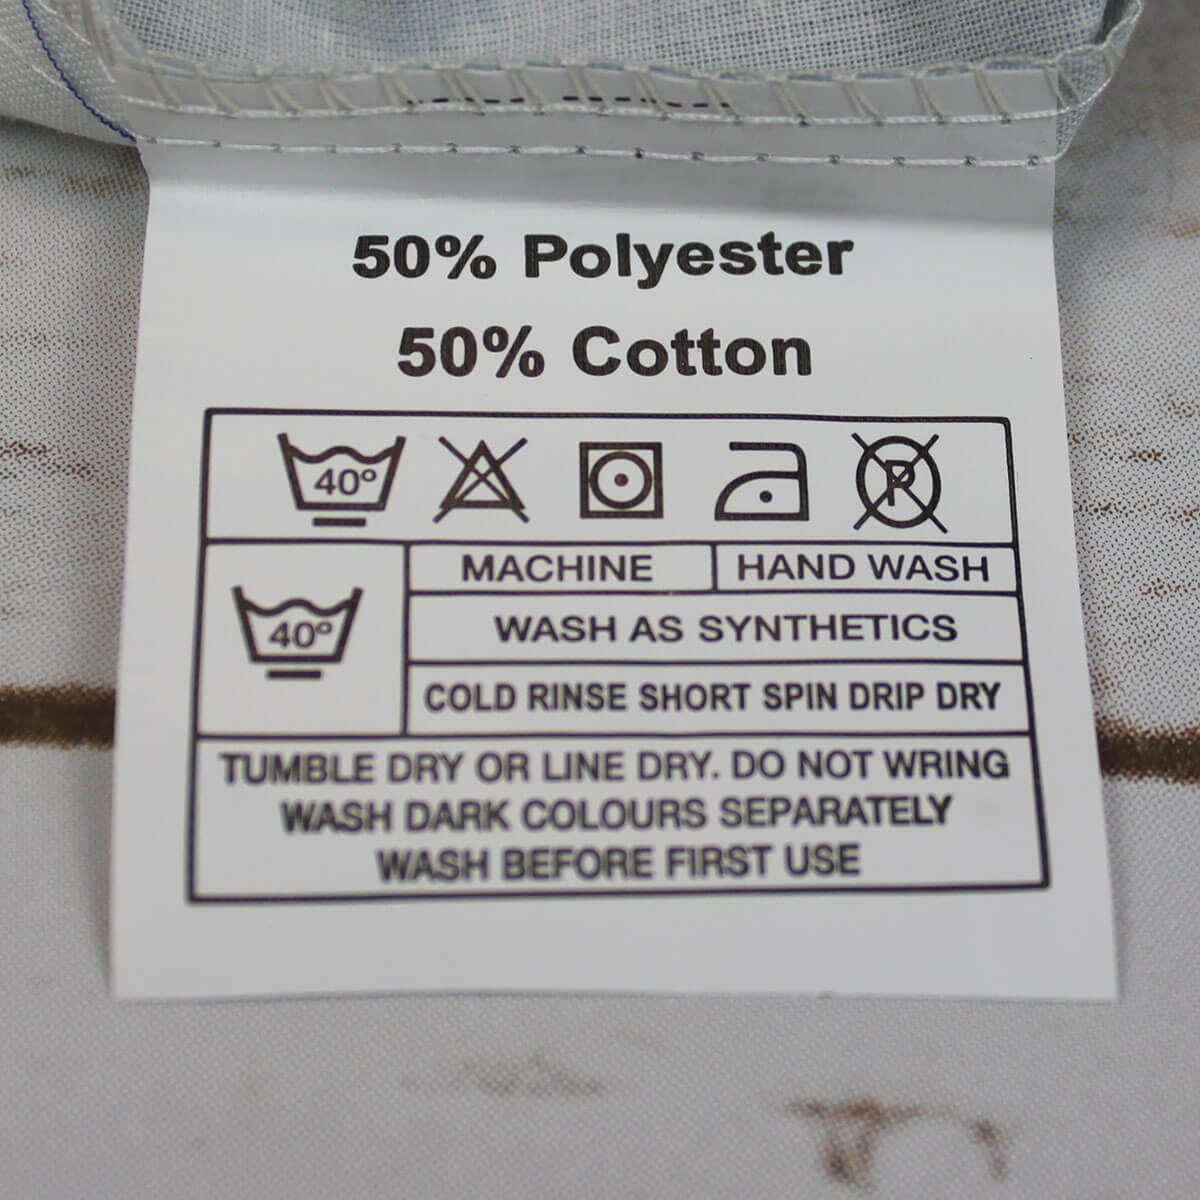 50% Polyester
50% Cotton
40°
P
MACHINE HAND WASH
40°
WASH AS SYNTHETICS
COLD RINSE SHORT SPIN DRIP DRY
TUMBLE DRY OR LINE DRY. DO NOT WRING
WASH DARK COLOURS SEPARATELY
WASH BEFORE FIRST USE